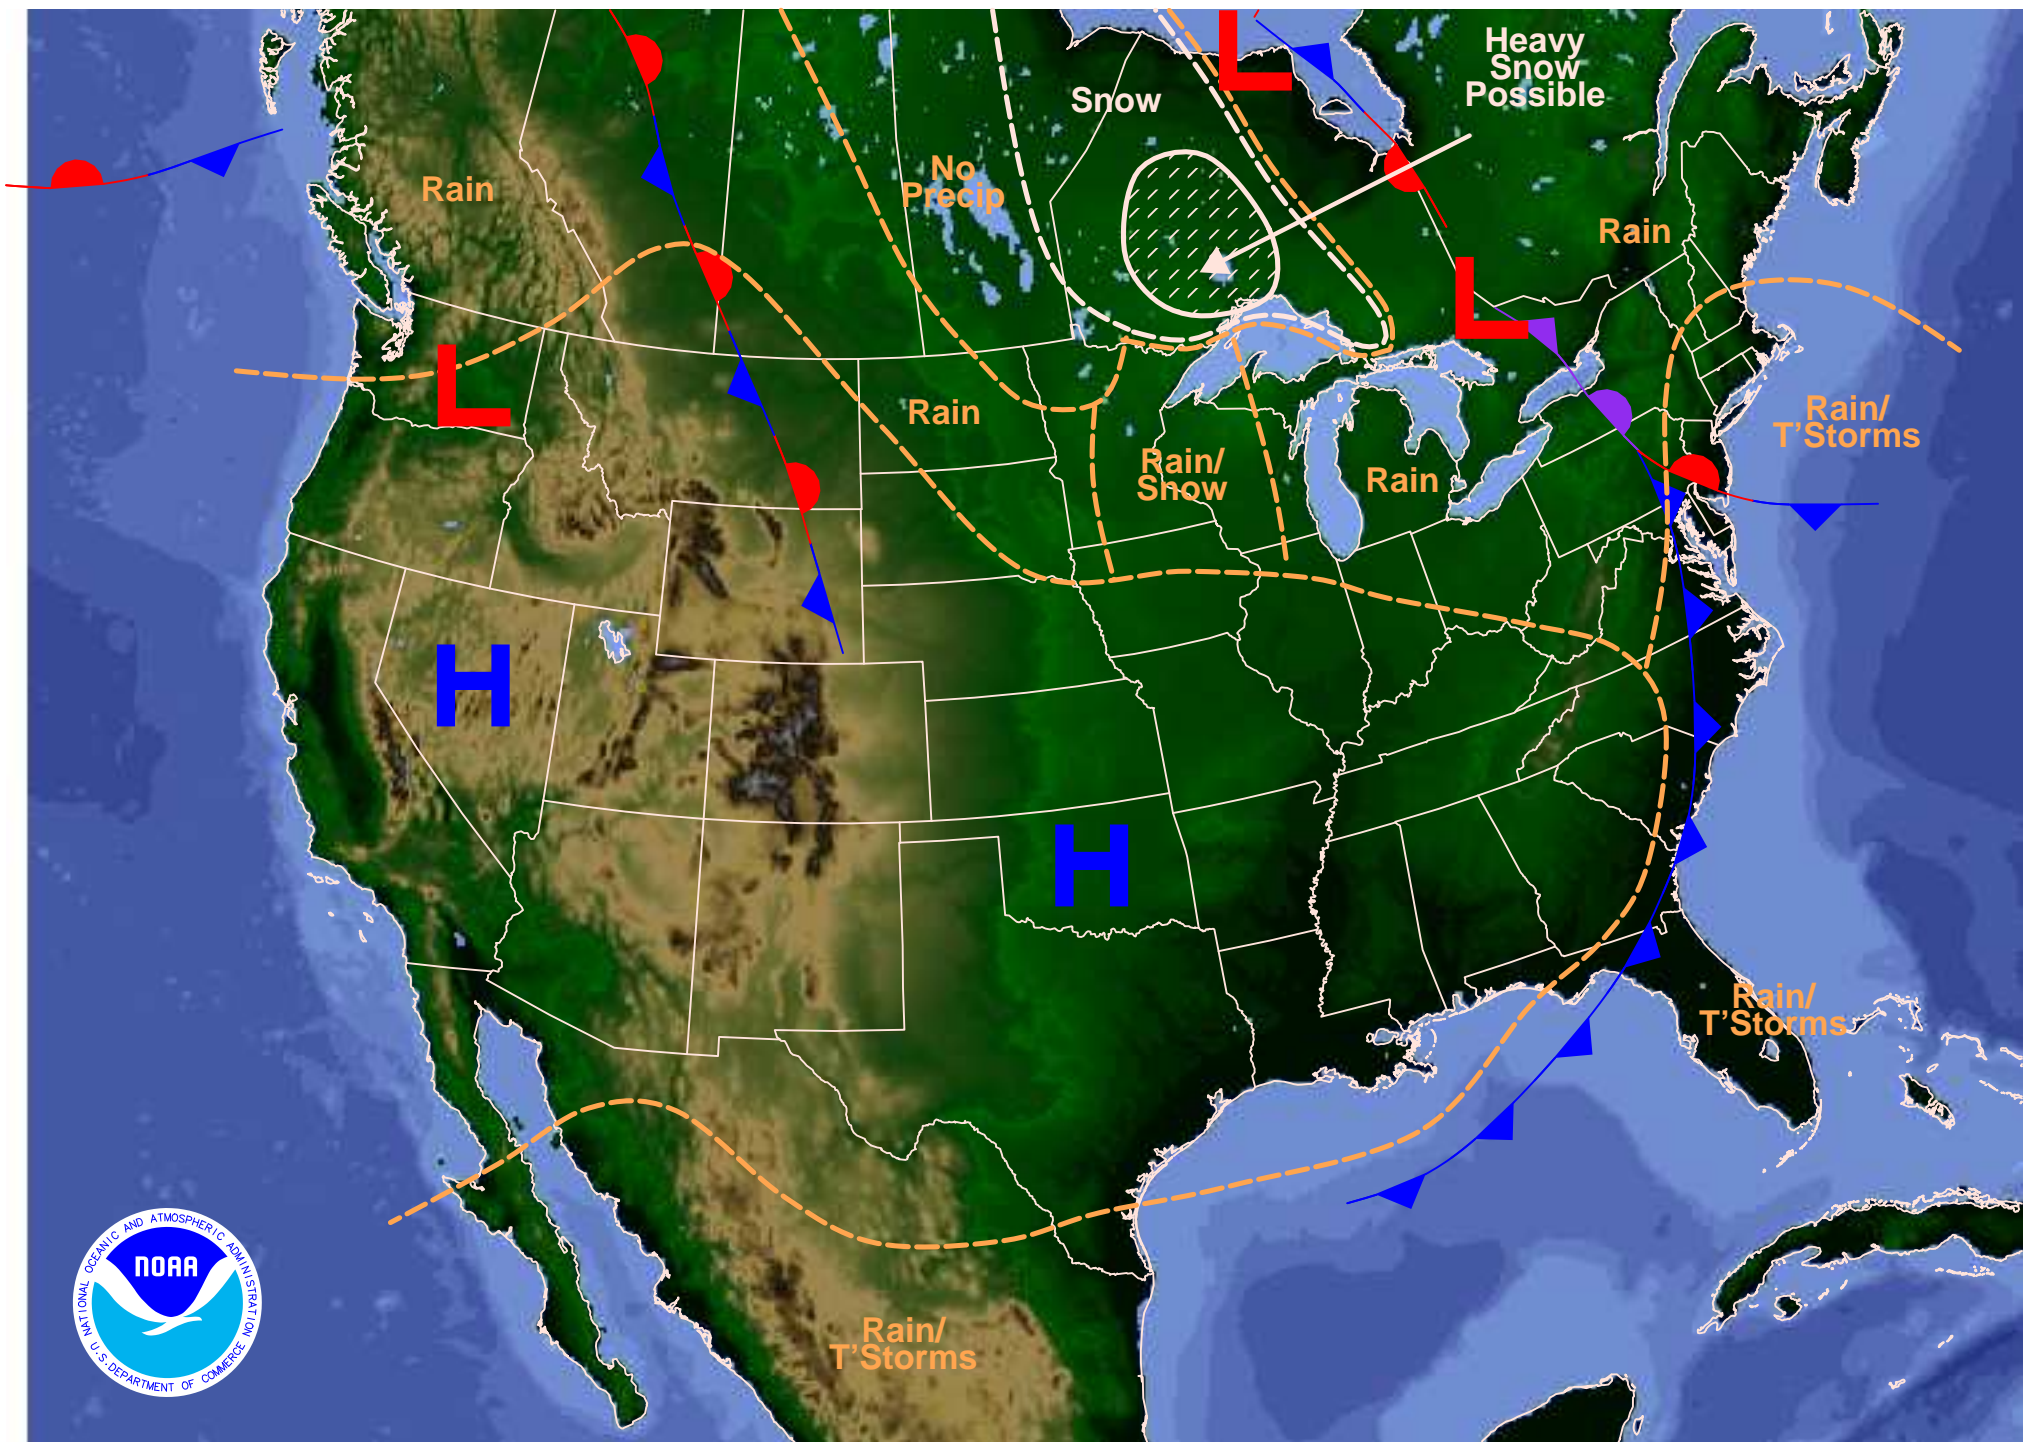 Heavy
Snow
Possible
Snow
L
No
Precip
Rain
Rain
L
L
Rain
Rain/
T'Storms
Rain/
Snow
Rain
H
H
Rain/
T'Storms
Rain/
T'Storms
NATIONAL OCEANIC AND ATMOSPHERIC ADMINISTRATION
NOAA
U.S. DEPARTMENT OF COMMERCE